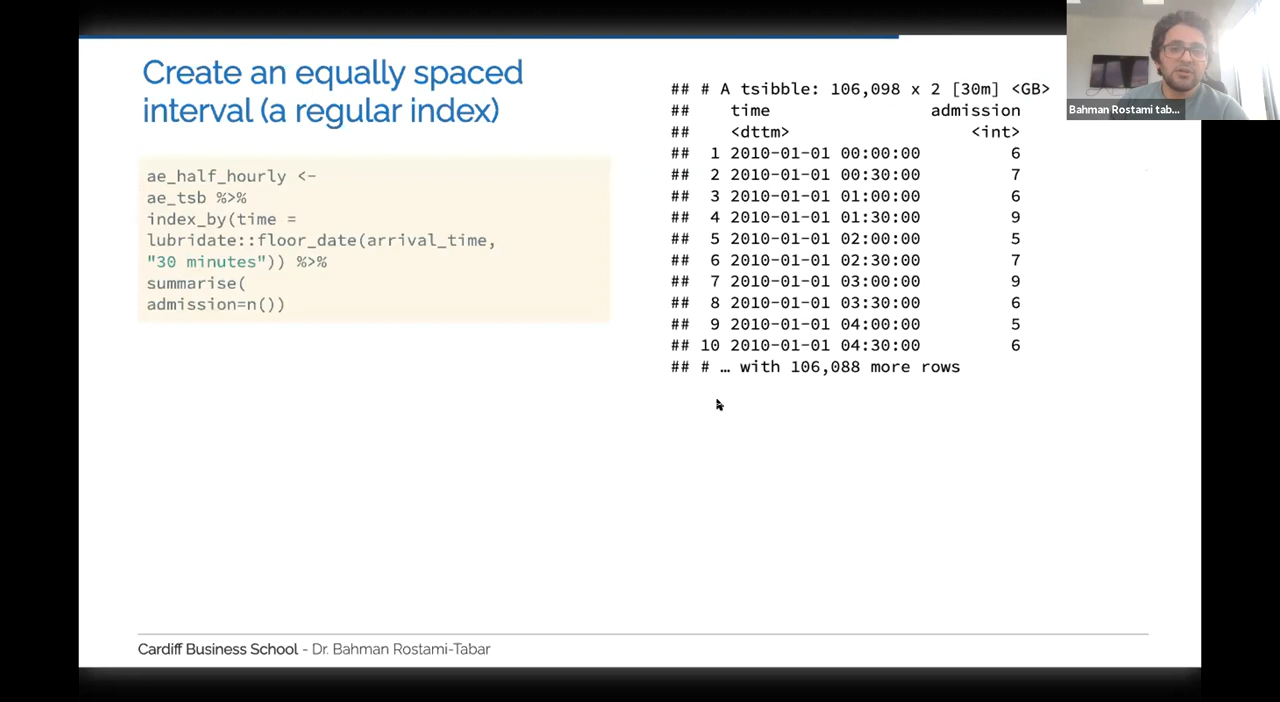 Create an equally spaced
interval (a regular index)
ae_half_hourly <-
ae_tsb %>%
index_by(time =
lubridate::floor_date(arrival_time,
"30 minutes")) %>%
summarise(
admission=n())
## # A tsibble: 106,098 x 2 [30m] <GB>
## time admission
## <dttm> <int>
## 1 2010-01-01 00:00:00 6
## 2 2010-01-01 00:30:00 7
## 3 2010-01-01 01:00:00 6
## 4 2010-01-01 01:30:00 9
## 5 2010-01-01 02:00:00 5
## 6 2010-01-01 02:30:00 7
## 7 2010-01-01 03:00:00 9
## 8 2010-01-01 03:30:00 6
## 9 2010-01-01 04:00:00 5
## 10 2010-01-01 04:30:00 6
## # … with 106,088 more rows
Bahman Rostami tab...
Cardiff Business School - Dr. Bahman Rostami-Tabar